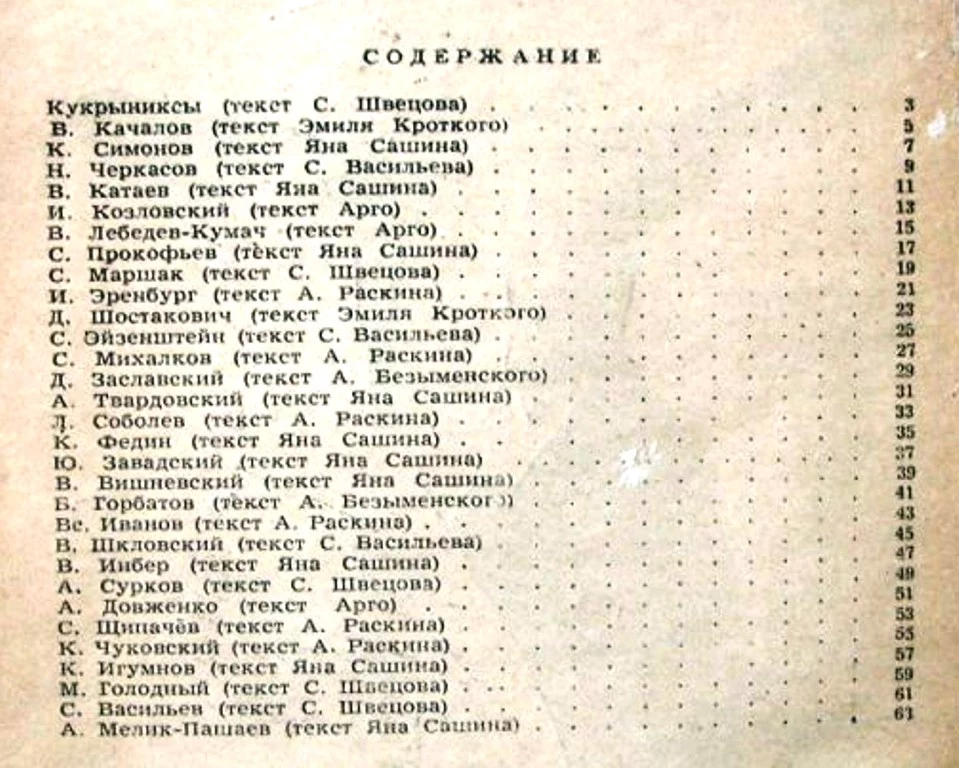 СОДЕРЖАНИЕ
Кукрыниксы (текст С. Швецова) . . . . . . . . . . . 3
В. Качалов (текст Эмиля Кроткого) . . . . . . . . . . 5
К. Симонов (текст Яна Сашина) . . . . . . . . . . . 7
Н. Черкасов (текст С. Васильева) . . . . . . . . . . . 9
В. Катаев (текст Яна Сашина) . . . . . . . . . . . . 11
И. Козловский (текст Арго) . . . . . . . . . . . . . 13
В. Лебедев-Кумач (текст Арго) . . . . . . . . . . . . 15
С. Прокофьев (текст Яна Сашина) . . . . . . . . . . . 17
С. Маршак (текст С. Швецова) . . . . . . . . . . . . 19
И. Эренбург (текст А. Раскина) . . . . . . . . . . . . 21
Д. Шостакович (текст Эмиля Кроткого) . . . . . . . . . 23
С. Эйзенштейн (текст С. Васильева) . . . . . . . . . . . 25
С. Михалков (текст А. Раскина) . . . . . . . . . . . 27
Д. Заславский (текст А. Безыменского) . . . . . . . . . 29
А. Твардовский (текст Яна Сашина) . . . . . . . . . . 31
Л. Соболев (текст А. Раскина) . . . . . . . . . . . . 33
К. Федин (текст Яна Сашина) . . . . . . . . . . . . 35
Ю. Завадский (текст Яна Сашина) . . . . . . . . . . . 37
В. Вишневский (текст Яна Сашина) . . . . . . . . . . 39
Б. Горбатов (текст А. Безыменского) . . . . . . . . . . 41
Вс. Иванов (текст А. Раскина) . . . . . . . . . . . . . 43
В. Шкловский (текст С. Васильева) . . . . . . . . . . . 45
В. Инбер (текст Яна Сашина) . . . . . . . . . . . . 47
А. Сурков (текст С. Швецова) . . . . . . . . . . . . 49
А. Довженко (текст Арго) . . . . . . . . . . . . . 51
С. Щипачёв (текст А. Раскина) . . . . . . . . . . . . 53
К. Чуковский (текст А. Раскина) . . . . . . . . . . . . 55
К. Игумнов (текст Яна Сашина) . . . . . . . . . . . . 57
М. Голодный (текст С. Швецова) . . . . . . . . . . . . 59
С. Васильев (текст С. Швецова) . . . . . . . . . . . . 61
А. Мелик-Пашаев (текст Яна Сашина) . . . . . . . . . . 63